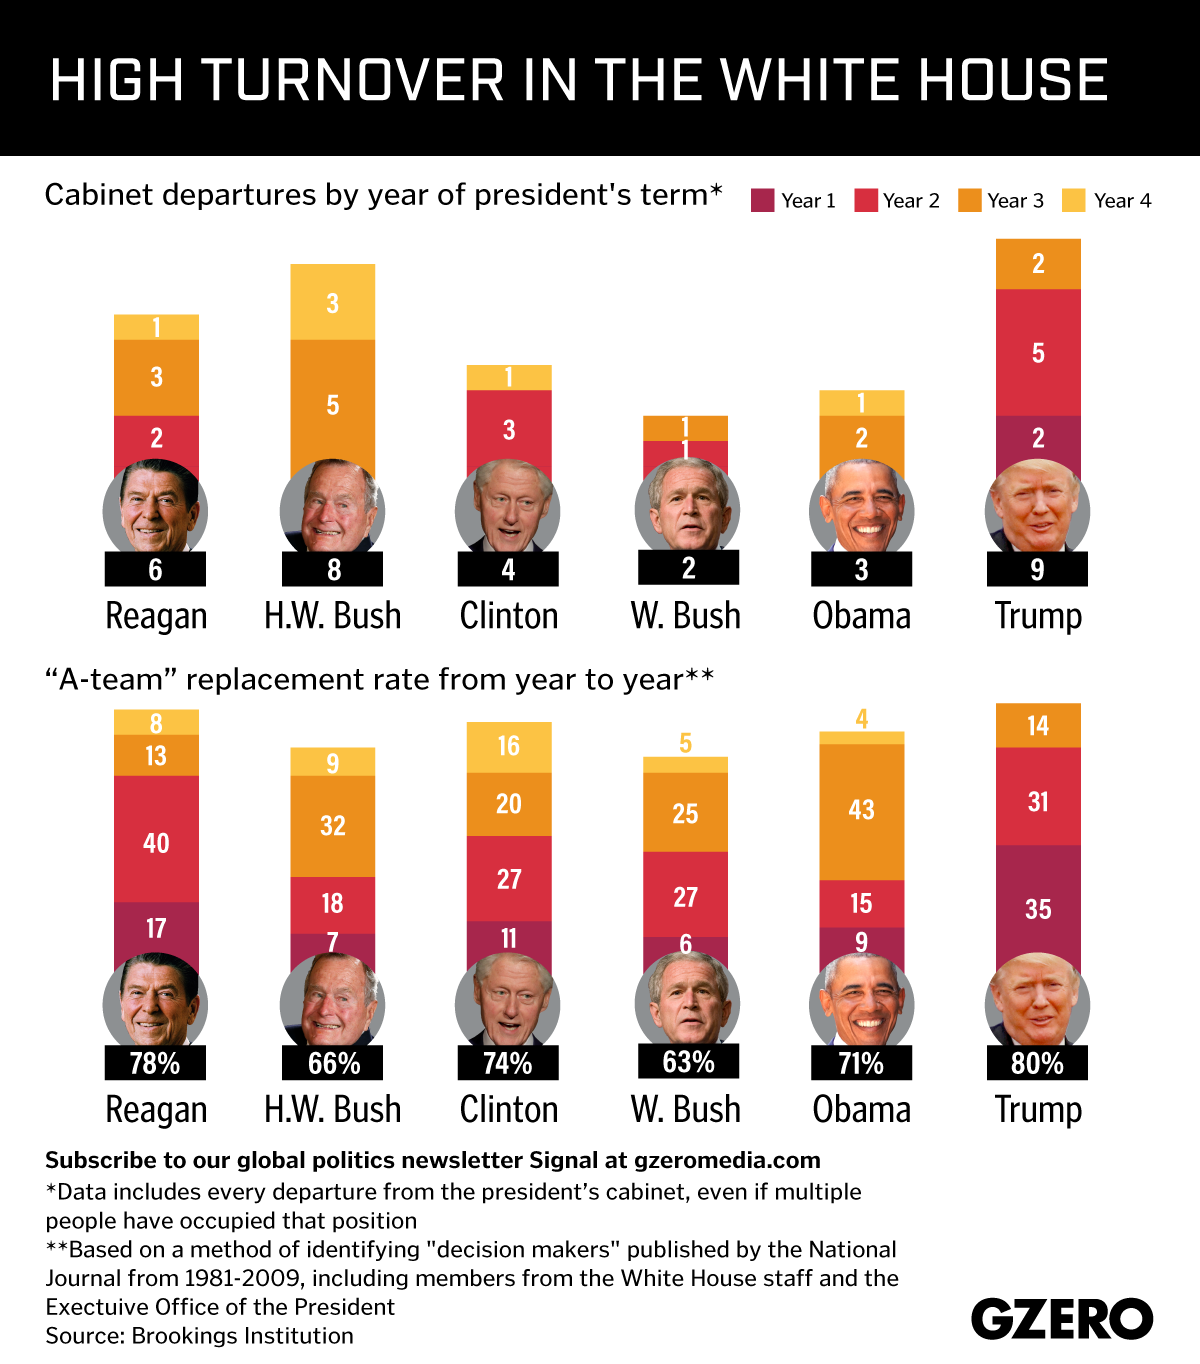 HIGH TURNOVER IN THE WHITE HOUSE
Cabinet departures by year of president's term*
Year 1 Year 2 Year 3 Year 4
1 3 2
3 5
1 3
1 1
1 2
2 5 2
6 8 4 2 3 9
Reagan H.W. Bush Clinton W. Bush Obama Trump
“A-team” replacement rate from year to year**
8 13 40 17
9 32 18 7
16 20 27 11
5 25 27 6
4 43 15 9
14 31 35
78% 66% 74% 63% 71% 80%
Reagan H.W. Bush Clinton W. Bush Obama Trump
Subscribe to our global politics newsletter Signal at gzeromedia.com
*Data includes every departure from the president’s cabinet, even if multiple
people have occupied that position
**Based on a method of identifying "decision makers" published by the National
Journal from 1981-2009, including members from the White House staff and the
Exectuive Office of the President
Source: Brookings Institution
GZERO